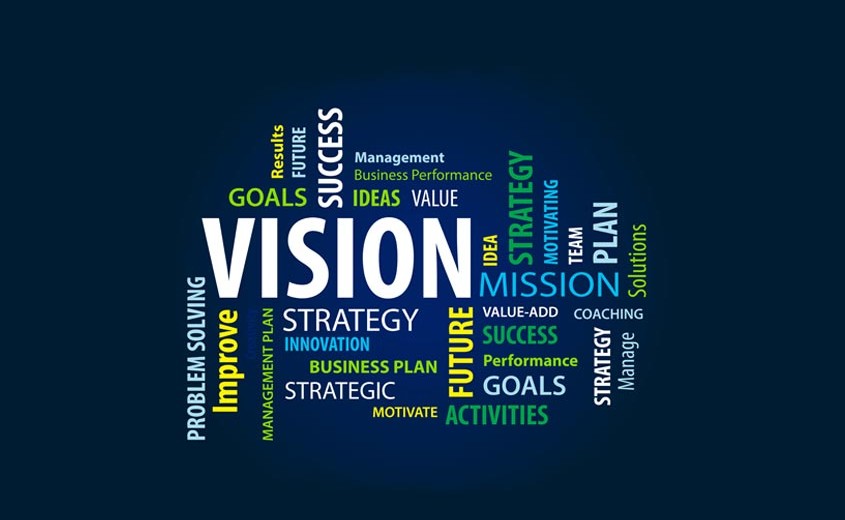 Results
FUTURE
SUCCESS
Management
Business Performance
GOALS
IDEAS
VALUE
VISION
IDEA
STRATEGY
MOTIVATING
TEAM
PLAN
Solutions
MISSION
PROBLEM SOLVING
Improve
MANAGEMENT PLAN
STRATEGY
INNOVATION
BUSINESS PLAN
STRATEGIC
MOTIVATE
FUTURE
VALUE-ADD
COACHING
SUCCESS
Performance
GOALS
ACTIVITIES
STRATEGY
Manage